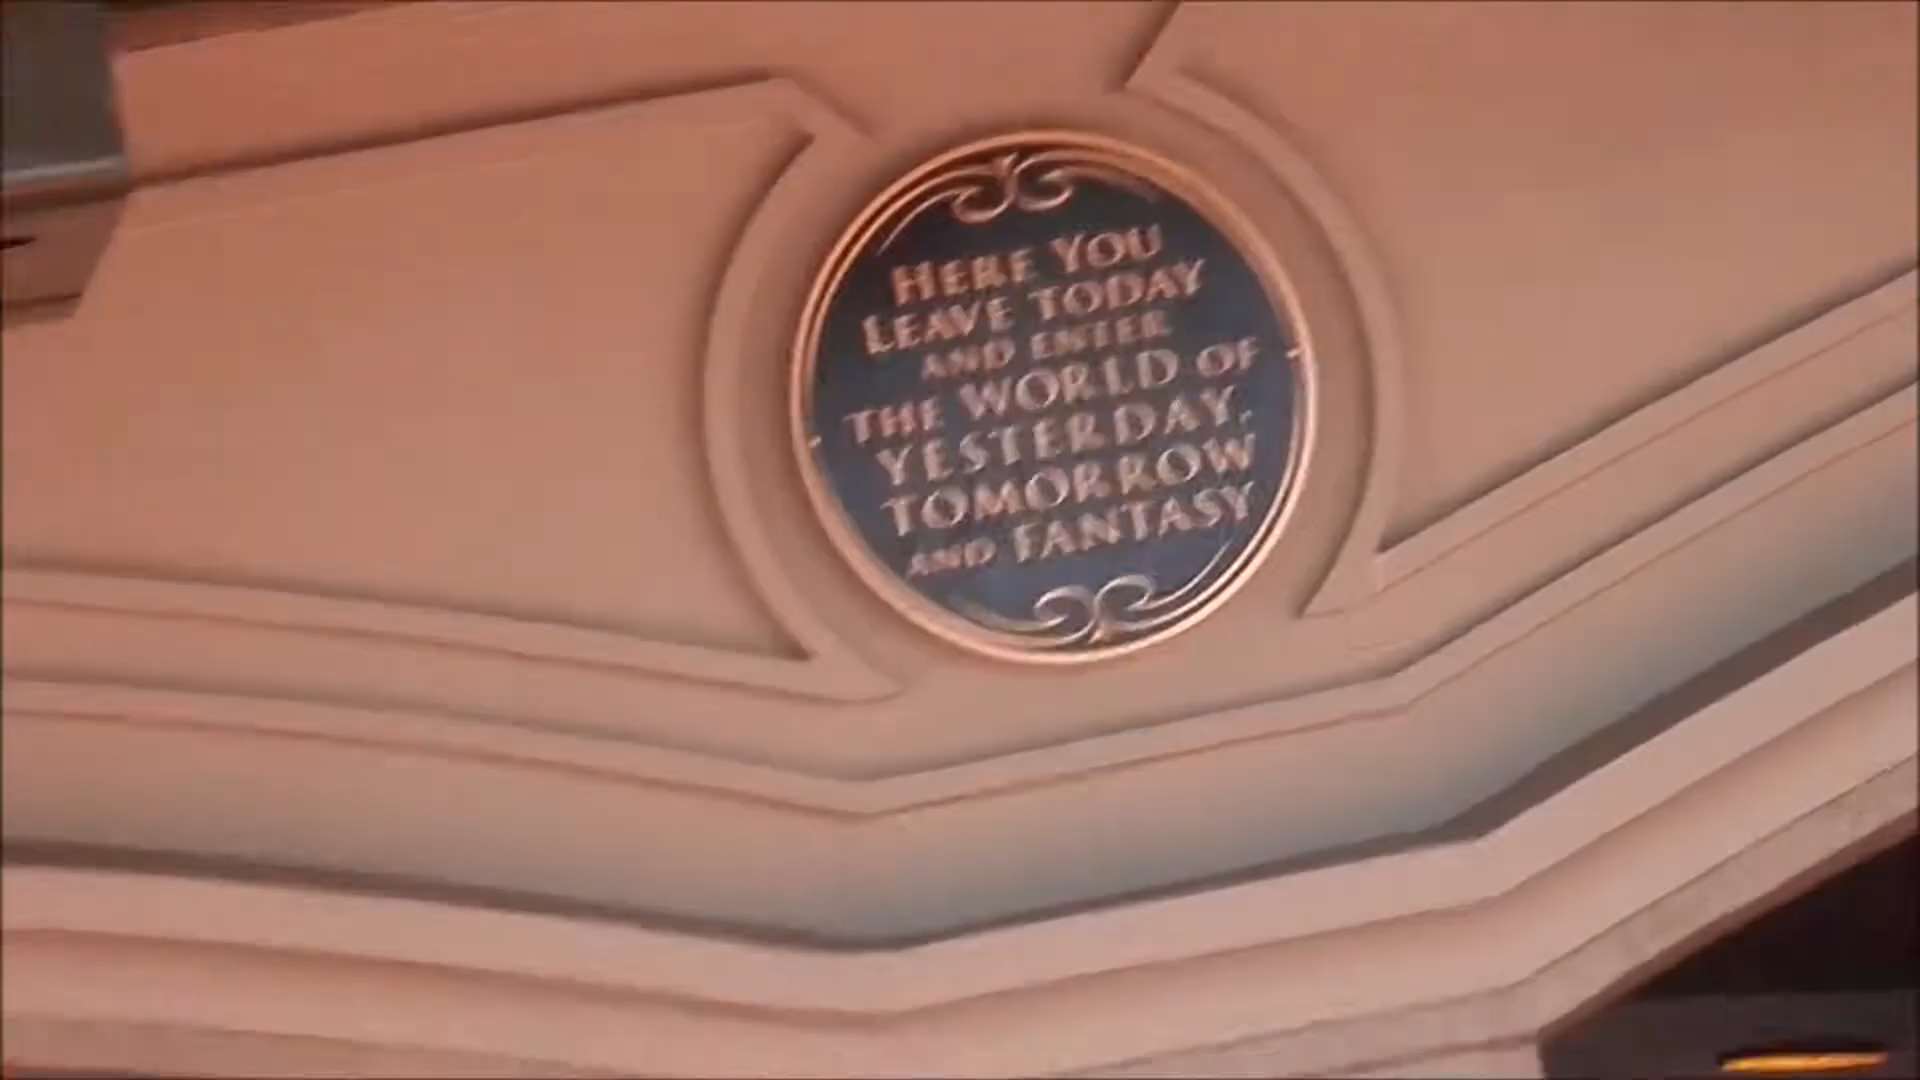 HERE YOU
LEAVE TODAY
AND ENTER
THE WORLD OF
YESTERDAY,
TOMORROW
AND FANTASY